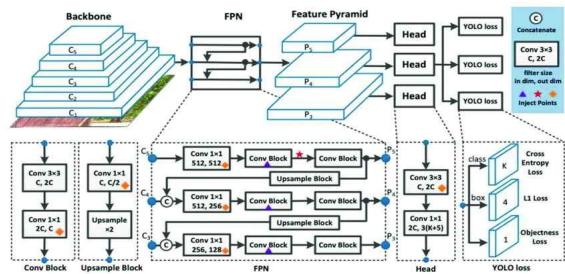 Backbone
FPN
Feature Pyramid
C5
C4
C3
C2
C1
P5
P4
P3
Head
Head
Head
YOLO loss
YOLO loss
YOLO loss
C
Concatenate
Conv 3×3
C, 2C
filter size
in dim, out dim
Inject Points
Conv 3×3
C, 2C
Conv 1×1
2C, C
Conv Block
Conv 1×1
C, C/2
Upsample
×2
Upsample Block
C5
Conv 1×1
512, 512
Conv Block
Conv Block
P5
Upsample Block
C4
C
Conv 1×1
512, 256
Conv Block
Conv Block
P4
Upsample Block
C3
C
Conv 1×1
256, 128
Conv Block
Conv Block
P3
FPN
Conv 3×3
C, 2C
Conv 1×1
2C, 3(K+5)
Head
class
K
Cross
Entropy
Loss
box
4
L1 Loss
1
Objectness
Loss
YOLO loss